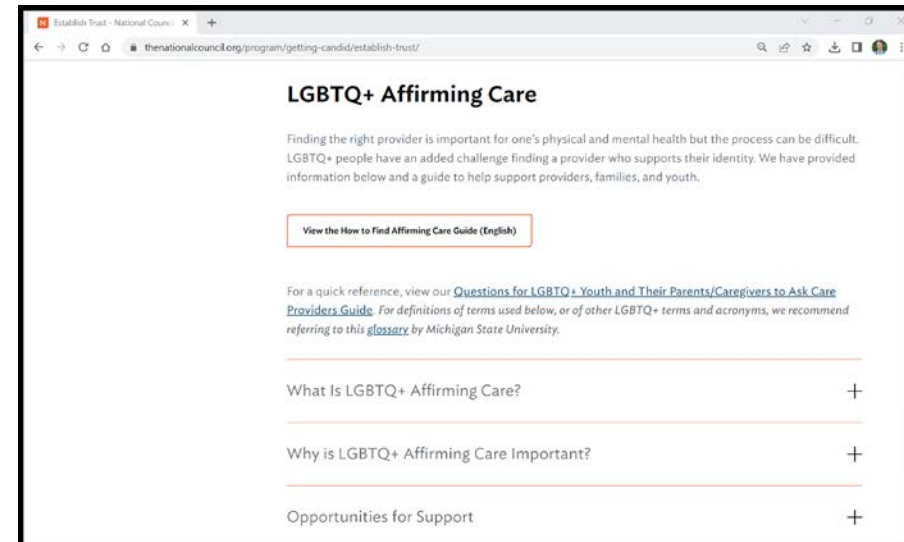 Establish Trust - National Counci
thenationalcouncil.org/program/getting-candid/establish-trust/
LGBTQ+ Affirming Care
Finding the right provider is important for one's physical and mental health but the process can be difficult.
LGBTQ+ people have an added challenge finding a provider who supports their identity. We have provided
information below and a guide to help support providers, families, and youth.
View the How to Find Affirming Care Guide (English)
For a quick reference, view our Questions for LGBTQ+ Youth and Their Parents/Caregivers to Ask Care
Providers Guide. For definitions of terms used below, or of other LGBTQ+ terms and acronyms, we recommend
referring to this glossary by Michigan State University.
What Is LGBTQ+ Affirming Care?
Why is LGBTQ+ Affirming Care Important?
Opportunities for Support